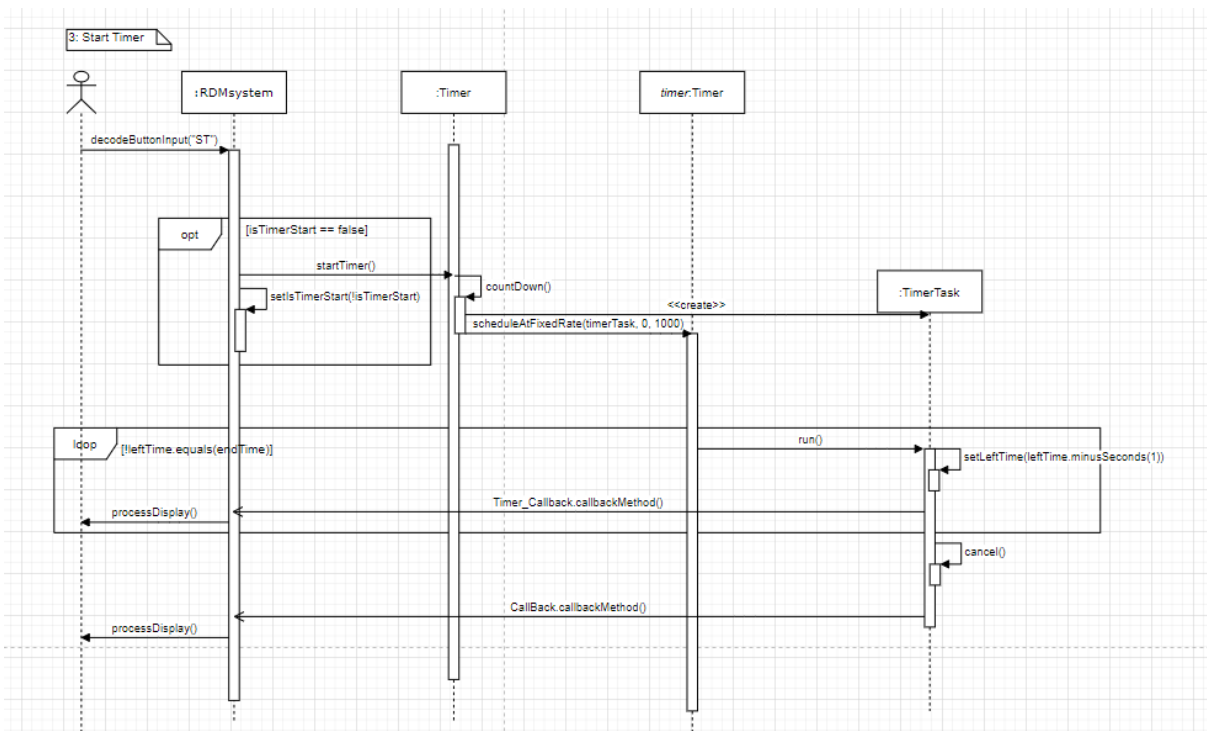 3: Start Timer
:RDMsystem
:Timer
timer:Timer
decodeButtonInput("ST")
opt
[isTimerStart == false]
startTimer()
setIsTimerStart(!isTimerStart)
countDown()
:TimerTask
<<create>>
scheduleAtFixedRate(timerTask, 0, 1000)
loop
[!leftTime.equals(endTime)]
run()
setLeftTime(leftTime.minusSeconds(1))
Timer_Callback.callbackMethod()
processDisplay()
cancel()
CallBack.callbackMethod()
processDisplay()